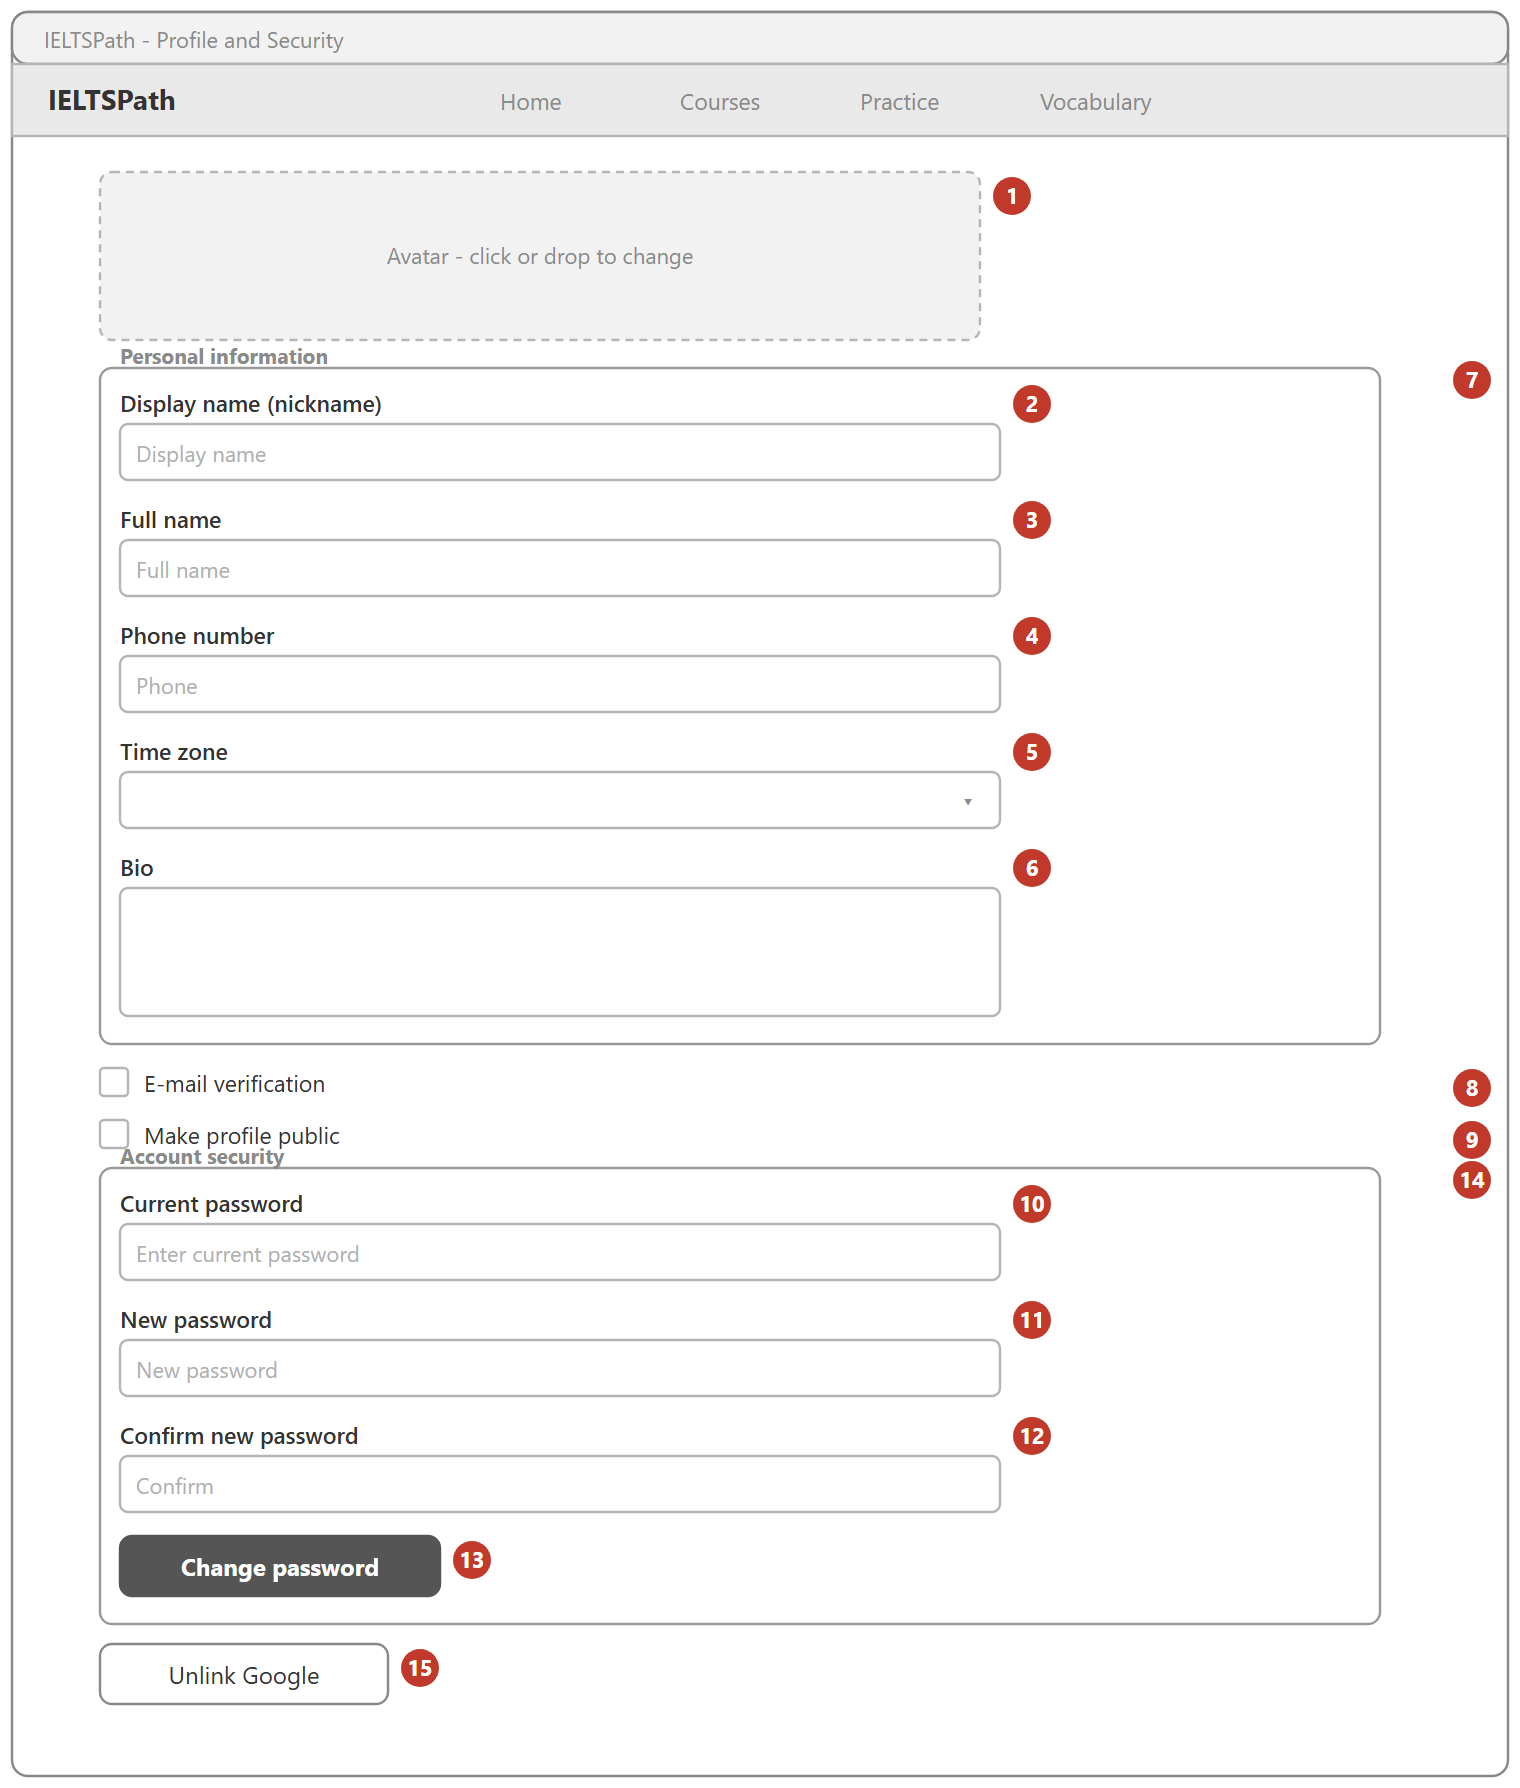 IELTSPath - Profile and Security
IELTSPath Home Courses Practice Vocabulary
1
Avatar - click or drop to change
Personal information
7
Display name (nickname) 2
Display name
Full name 3
Full name
Phone number 4
Phone
Time zone 5
Bio 6
E-mail verification 8
Make profile public 9
Account security
14
Current password 10
Enter current password
New password 11
New password
Confirm new password 12
Confirm
Change password 13
Unlink Google 15